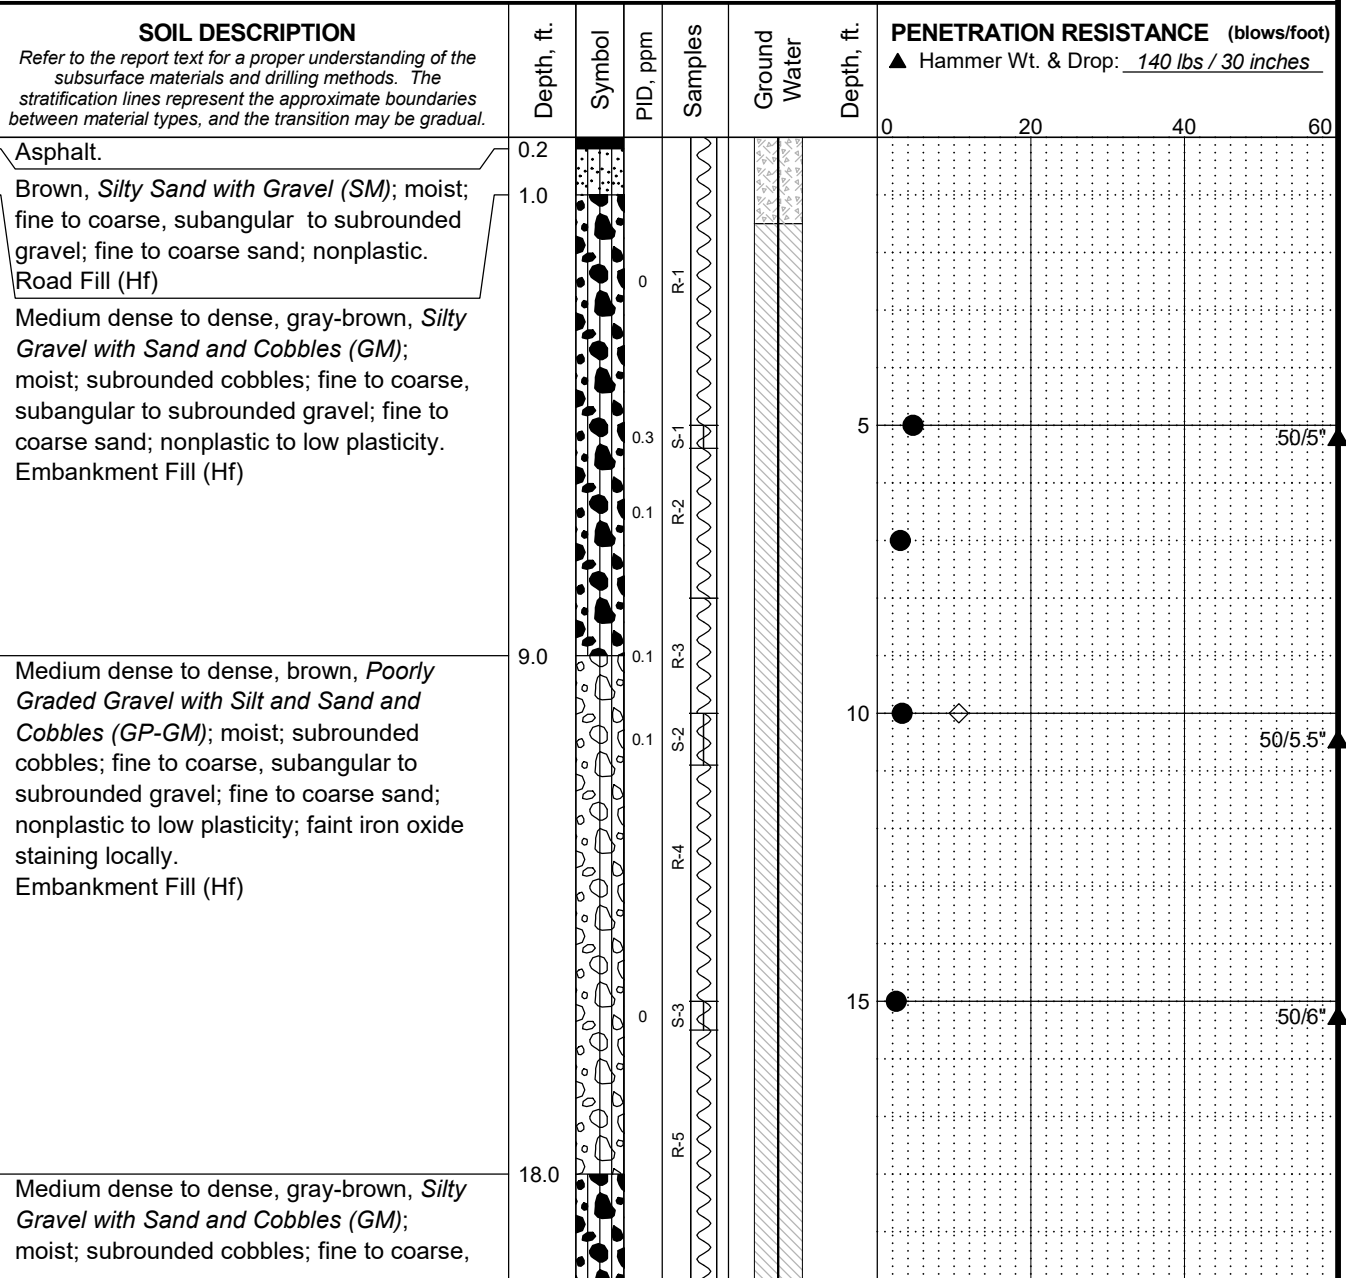 SOIL DESCRIPTION
Refer to the report text for a proper understanding of the
subsurface materials and drilling methods. The
stratification lines represent the approximate boundaries
between material types, and the transition may be gradual.
Depth, ft.
Symbol
PID, ppm
Samples
Ground
Water
Depth, ft.
PENETRATION RESISTANCE (blows/foot)
▲ Hammer Wt. & Drop: 140 lbs / 30 inches
0 20 40 60
Asphalt.
0.2
Brown, Silty Sand with Gravel (SM); moist;
fine to coarse, subangular to subrounded
gravel; fine to coarse sand; nonplastic.
Road Fill (Hf)
1.0
0
R-1
Medium dense to dense, gray-brown, Silty
Gravel with Sand and Cobbles (GM);
moist; subrounded cobbles; fine to coarse,
subangular to subrounded gravel; fine to
coarse sand; nonplastic to low plasticity.
Embankment Fill (Hf)
5
0.3
S-1
50/5"
0.1
R-2
9.0
0.1
R-3
Medium dense to dense, brown, Poorly
Graded Gravel with Silt and Sand and
Cobbles (GP-GM); moist; subrounded
cobbles; fine to coarse, subangular to
subrounded gravel; fine to coarse sand;
nonplastic to low plasticity; faint iron oxide
staining locally.
Embankment Fill (Hf)
10
0.1
S-2
50/5.5"
R-4
15
0
S-3
50/6"
R-5
18.0
Medium dense to dense, gray-brown, Silty
Gravel with Sand and Cobbles (GM);
moist; subrounded cobbles; fine to coarse,